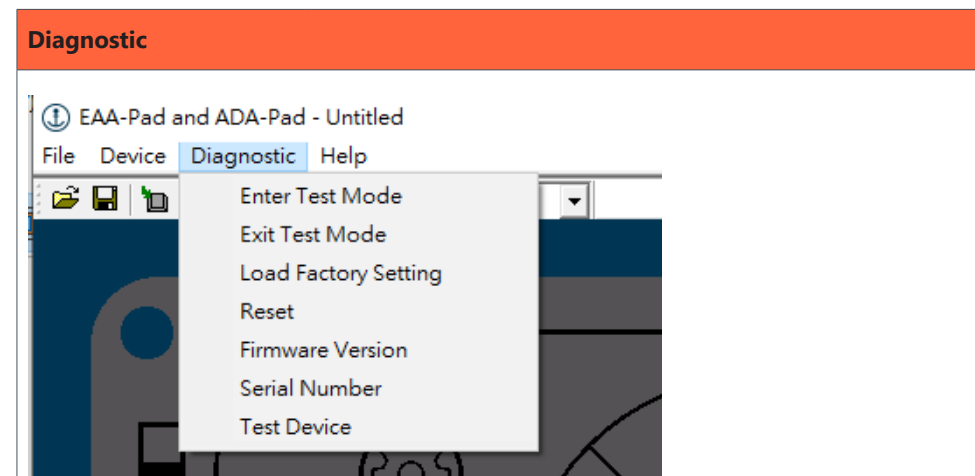 Diagnostic
EAA-Pad and ADA-Pad - Untitled
File Device Diagnostic Help
Enter Test Mode
Exit Test Mode
Load Factory Setting
Reset
Firmware Version
Serial Number
Test Device